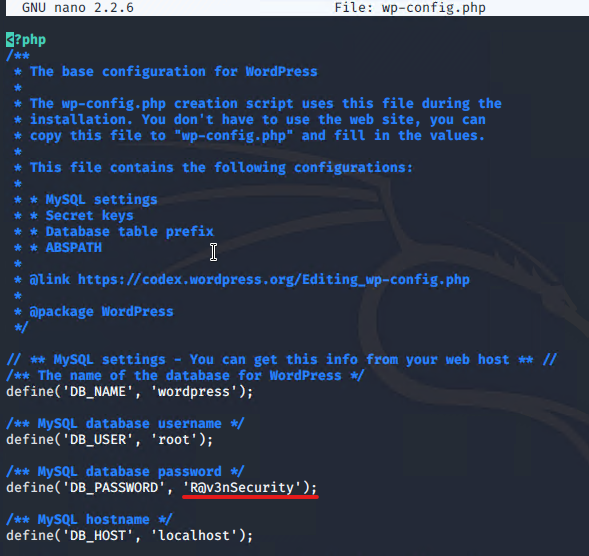 GNU nano 2.2.6 File: wp-config.php
<?php
/**
* The base configuration for WordPress
*
* The wp-config.php creation script uses this file during the
* installation. You don't have to use the web site, you can
* copy this file to "wp-config.php" and fill in the values.
*
* This file contains the following configurations:
*
* * MySQL settings
* * Secret keys
* * Database table prefix
* * ABSPATH
*
* @link https://codex.wordpress.org/Editing_wp-config.php
*
* @package WordPress
*/
// ** MySQL settings - You can get this info from your web host ** //
/** The name of the database for WordPress */
define('DB_NAME', 'wordpress');
/** MySQL database username */
define('DB_USER', 'root');
/** MySQL database password */
define('DB_PASSWORD', 'R@v3nSecurity');
/** MySQL hostname */
define('DB_HOST', 'localhost');